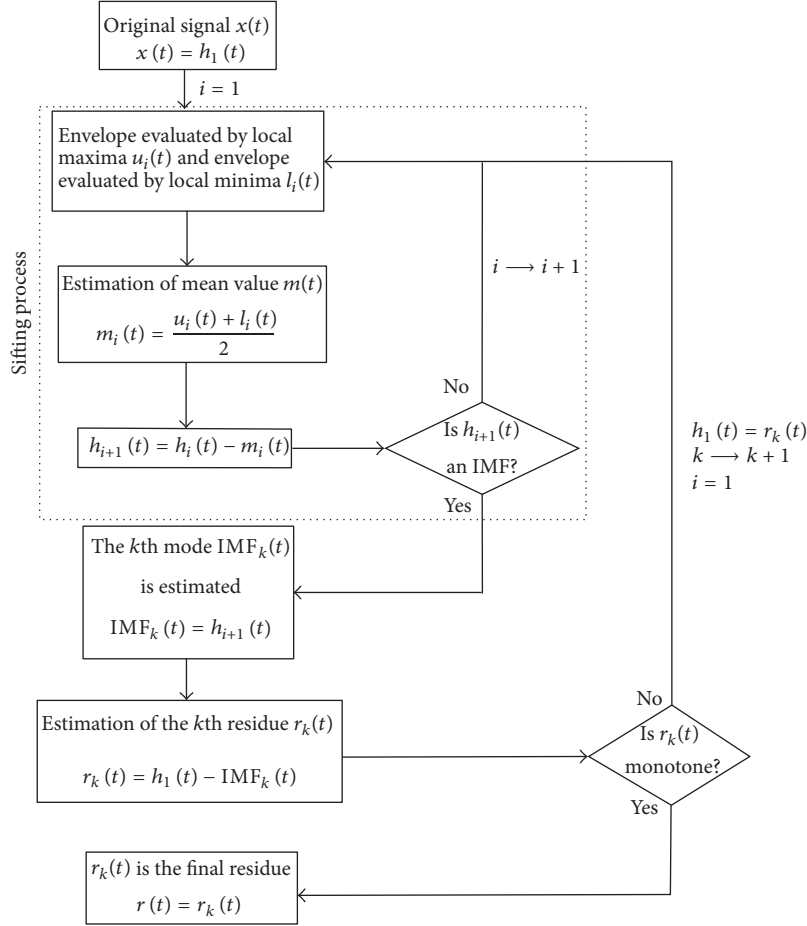 Original signal x(t)
x(t) = h₁(t)
i = 1
Sifting process
Envelope evaluated by local
maxima uᵢ(t) and envelope
evaluated by local minima lᵢ(t)
i ⟶ i + 1
Estimation of mean value m(t)
mᵢ(t) = (uᵢ(t) + lᵢ(t)) / 2
hᵢ₊₁(t) = hᵢ(t) − mᵢ(t)
No
Is hᵢ₊₁(t)
an IMF?
Yes
h₁(t) = rₖ(t)
k ⟶ k + 1
i = 1
The kth mode IMFₖ(t)
is estimated
IMFₖ(t) = hᵢ₊₁(t)
Estimation of the kth residue rₖ(t)
rₖ(t) = h₁(t) − IMFₖ(t)
No
Is rₖ(t)
monotone?
Yes
rₖ(t) is the final residue
r(t) = rₖ(t)